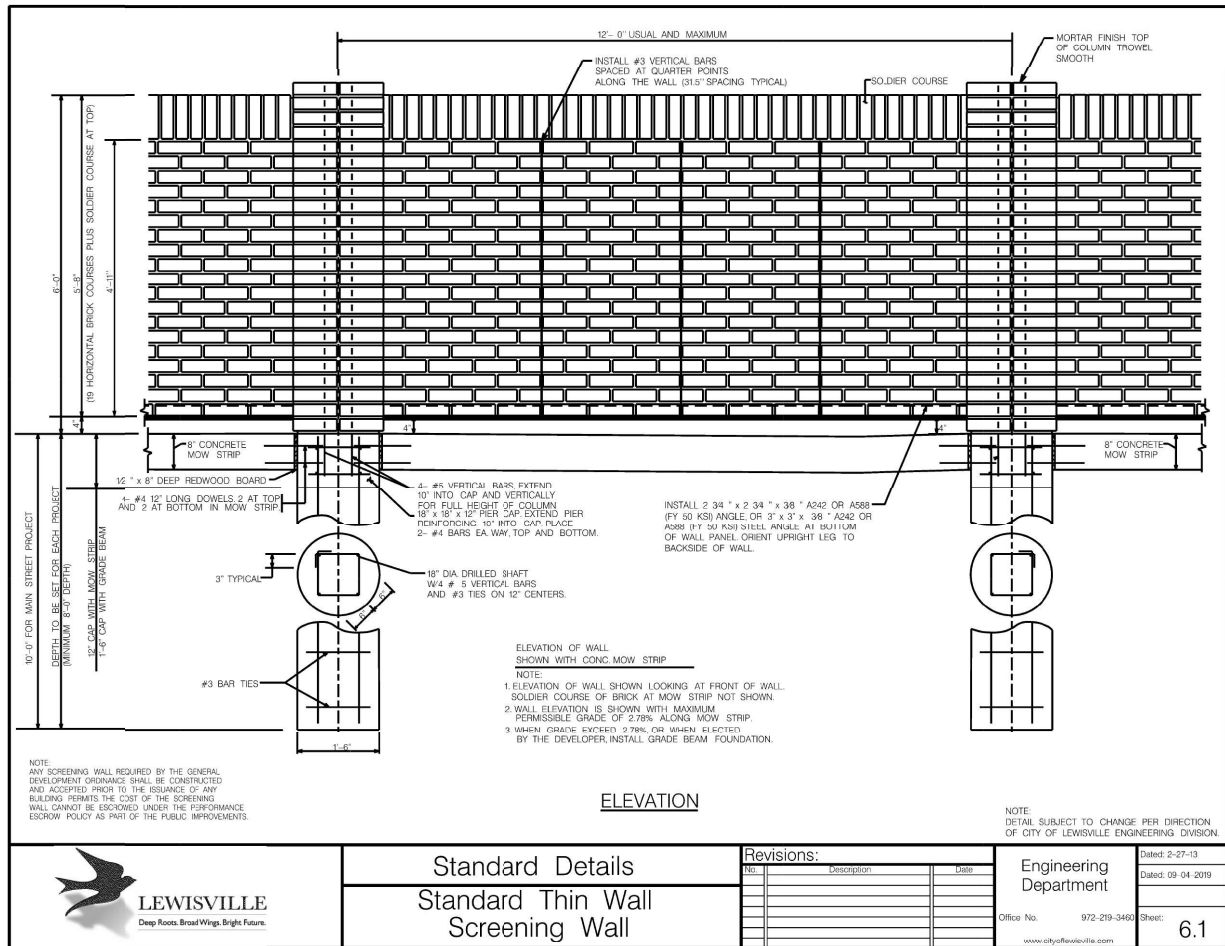 12'- 0" USUAL AND MAXIMUM
MORTAR FINISH TOP
OF COLUMN TROWEL
SMOOTH
INSTALL #3 VERTICAL BARS
SPACED AT QUARTER POINTS
ALONG THE WALL (31.5" SPACING TYPICAL)
SOLDIER COURSE
6'-0"
5'-8"
(19 HORIZONTAL BRICK COURSES PLUS SOLDIER COURSE AT TOP)
4'-11"
4"
4"
4"
8" CONCRETE
MOW STRIP
8" CONCRETE
MOW STRIP
1/2 " x 8" DEEP REDWOOD BOARD
4- #4 12" LONG DOWELS, 2 AT TOP
AND 2 AT BOTTOM IN MOW STRIP.
4- #5 VERTICAL BARS, EXTEND
10" INTO CAP AND VERTICALLY
FOR FULL HEIGHT OF COLUMN
18" x 18" x 12" PIER CAP. EXTEND PIER
REINFORCING 10" INTO CAP. PLACE
2- #4 BARS EA. WAY, TOP AND BOTTOM.
INSTALL 2 3/4 " x 2 3/4 " x 3/8 " A242 OR A588
(FY 50 KSI) ANGLE, OR 3" x 3" x 3/8 " A242 OR
A588 (FY 50 KSI) STEEL ANGLE AT BOTTOM
OF WALL PANEL. ORIENT UPRIGHT LEG TO
BACKSIDE OF WALL.
10'-0" FOR MAIN STREET PROJECT
DEPTH TO BE SET FOR EACH PROJECT
(MINIMUM 8'-0" DEPTH)
12" CAP WITH MOW STRIP
1'-6" CAP WITH GRADE BEAM
3" TYPICAL
18" DIA. DRILLED SHAFT
W/4 # 5 VERTICAL BARS
AND #3 TIES ON 12" CENTERS.
6"
6"
#3 BAR TIES
1'-6"
ELEVATION OF WALL
SHOWN WITH CONC. MOW STRIP
NOTE:
1. ELEVATION OF WALL SHOWN LOOKING AT FRONT OF WALL.
SOLDIER COURSE OF BRICK AT MOW STRIP NOT SHOWN.
2. WALL ELEVATION IS SHOWN WITH MAXIMUM
PERMISSIBLE GRADE OF 2.78% ALONG MOW STRIP.
3. WHEN GRADE EXCEED 2.78%, OR WHEN ELECTED
BY THE DEVELOPER, INSTALL GRADE BEAM FOUNDATION.
NOTE:
ANY SCREENING WALL REQUIRED BY THE GENERAL
DEVELOPMENT ORDINANCE SHALL BE CONSTRUCTED
AND ACCEPTED PRIOR TO THE ISSUANCE OF ANY
BUILDING PERMITS. THE COST OF THE SCREENING
WALL CANNOT BE ESCROWED UNDER THE PERFORMANCE
ESCROW POLICY AS PART OF THE PUBLIC IMPROVEMENTS.
ELEVATION
NOTE:
DETAIL SUBJECT TO CHANGE PER DIRECTION
OF CITY OF LEWISVILLE ENGINEERING DIVISION.
LEWISVILLE
Deep Roots. Broad Wings. Bright Future.
Standard Details
Standard Thin Wall
Screening Wall
Revisions:
No. Description Date
Engineering
Department
Office No. 972-219-3460
www.cityoflewisville.com
Dated: 2-27-13
Dated: 09-04-2019
Sheet:
6.1